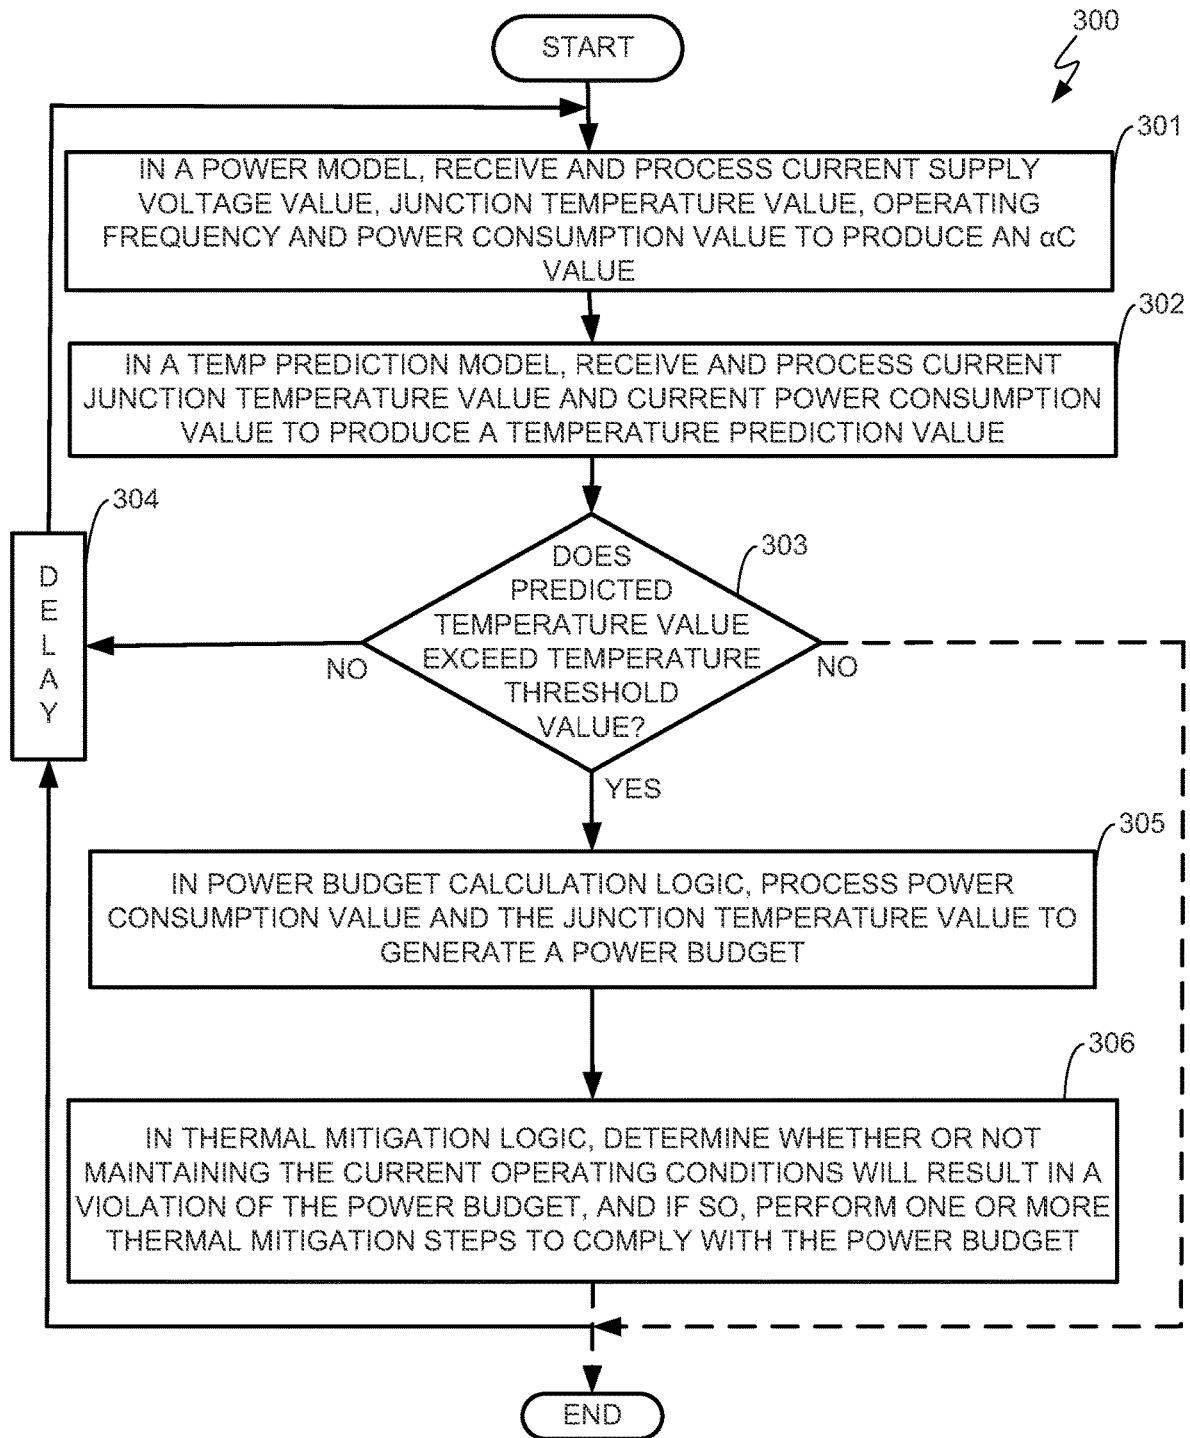 START
300
301
IN A POWER MODEL, RECEIVE AND PROCESS CURRENT SUPPLY
VOLTAGE VALUE, JUNCTION TEMPERATURE VALUE, OPERATING
FREQUENCY AND POWER CONSUMPTION VALUE TO PRODUCE AN αC
VALUE
302
IN A TEMP PREDICTION MODEL, RECEIVE AND PROCESS CURRENT
JUNCTION TEMPERATURE VALUE AND CURRENT POWER CONSUMPTION
VALUE TO PRODUCE A TEMPERATURE PREDICTION VALUE
304
D
E
L
A
Y
303
DOES
PREDICTED
TEMPERATURE VALUE
EXCEED TEMPERATURE
THRESHOLD
VALUE?
NO
NO
YES
305
IN POWER BUDGET CALCULATION LOGIC, PROCESS POWER
CONSUMPTION VALUE AND THE JUNCTION TEMPERATURE VALUE TO
GENERATE A POWER BUDGET
306
IN THERMAL MITIGATION LOGIC, DETERMINE WHETHER OR NOT
MAINTAINING THE CURRENT OPERATING CONDITIONS WILL RESULT IN A
VIOLATION OF THE POWER BUDGET, AND IF SO, PERFORM ONE OR MORE
THERMAL MITIGATION STEPS TO COMPLY WITH THE POWER BUDGET
END